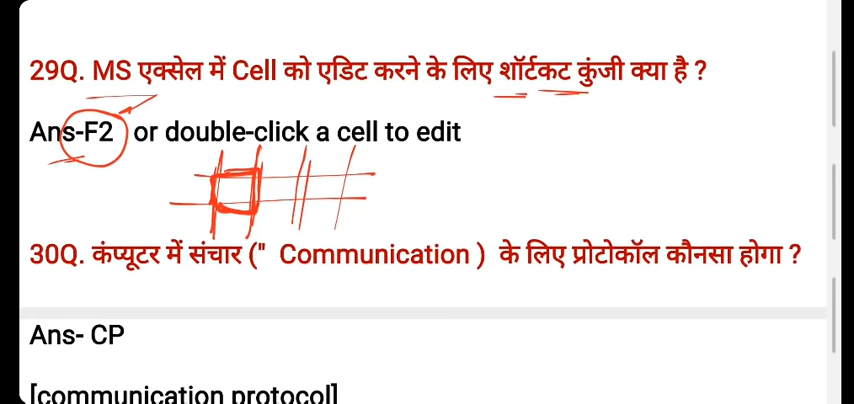 29Q. MS एक्सेल में Cell को एडिट करने के लिए शॉर्टकट कुंजी क्या है ?
Ans-F2 or double-click a cell to edit
30Q. कंप्यूटर में संचार (" Communication ) के लिए प्रोटोकॉल कौनसा होगा ?
Ans- CP
[communication protocol]